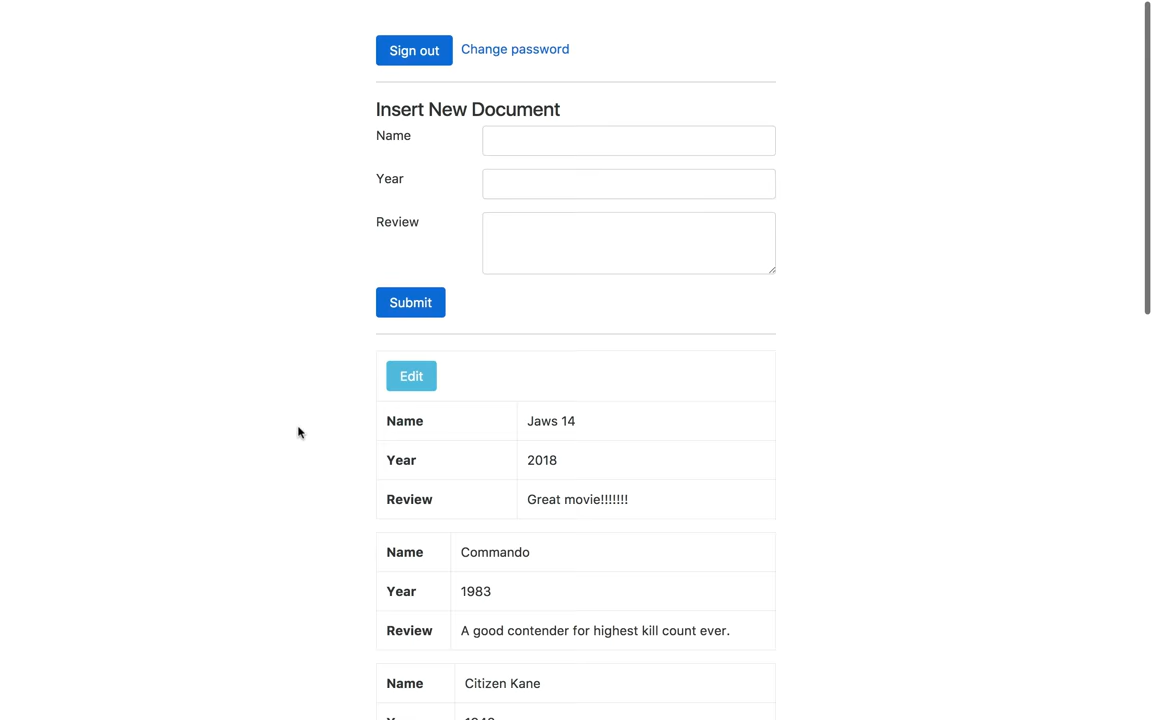 Sign out Change password
Insert New Document
Name
Year
Review
Submit
Edit
Name Jaws 14
Year 2018
Review Great movie!!!!!!!
Name Commando
Year 1983
Review A good contender for highest kill count ever.
Name Citizen Kane